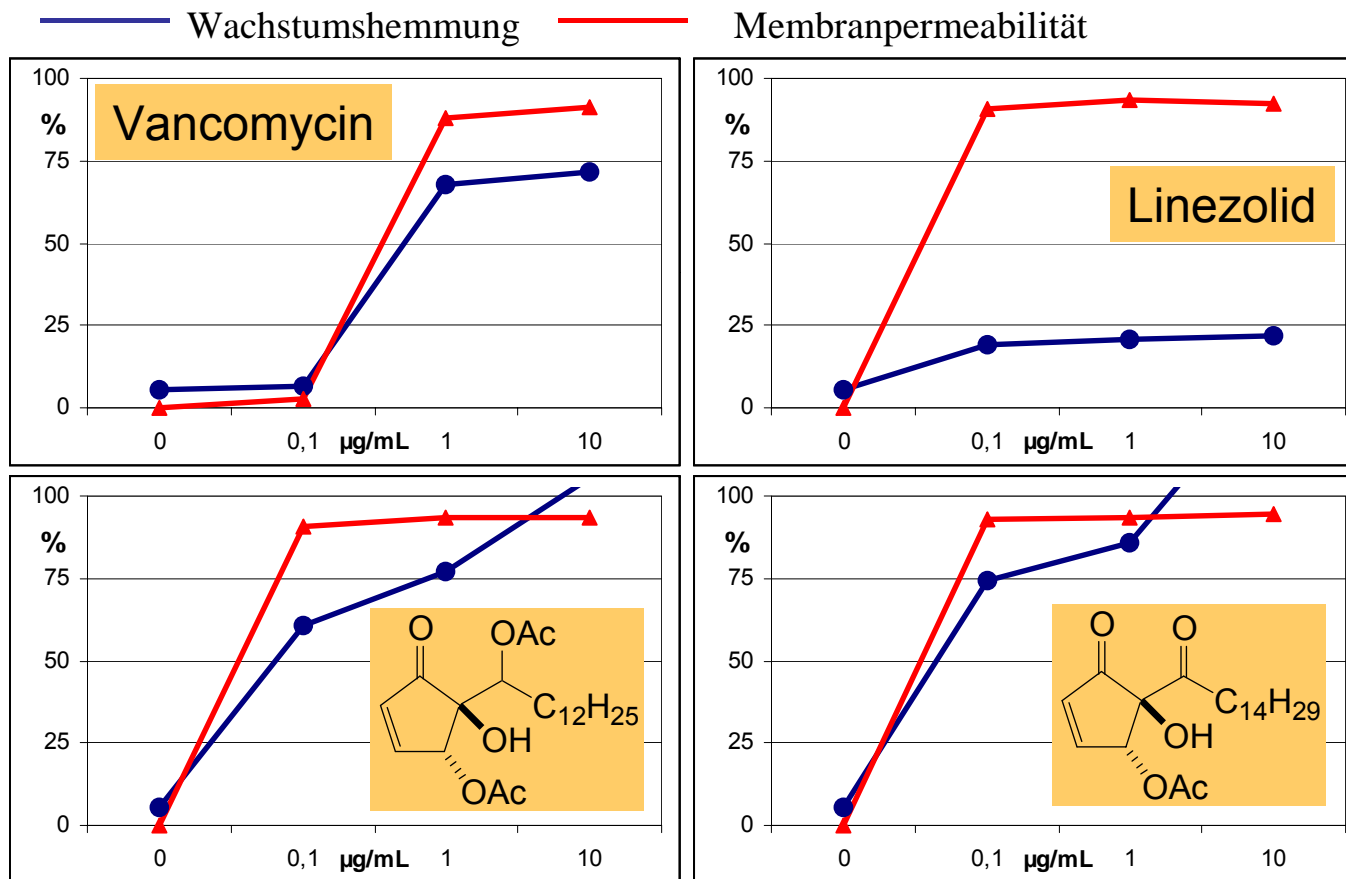 Wachstumshemmung Membranpermeabilität
100
%
75
50
25
0
Vancomycin
0 0,1 µg/mL 1 10
100
%
75
50
25
0
Linezolid
0 0,1 µg/mL 1 10
100
%
75
50
25
0
O
OAc
C12H25
OH
OAc
0 0,1 µg/mL 1 10
100
%
75
50
25
0
O O
C14H29
OH
OAc
0 0,1 µg/mL 1 10